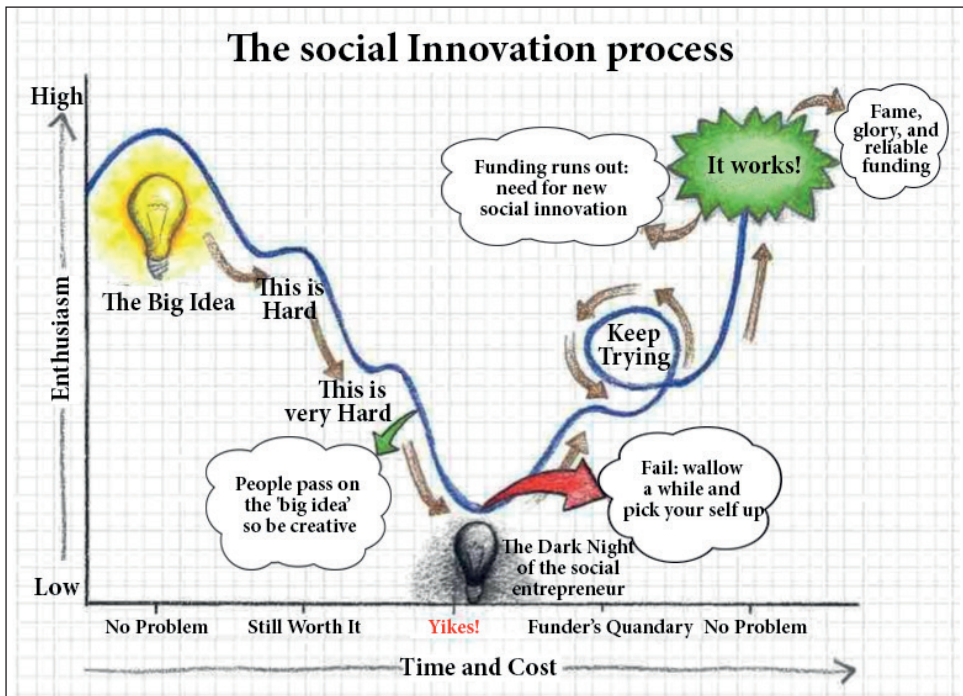 The social Innovation process
High
Fame,
glory, and
reliable
funding
It works!
Funding runs out:
need for new
social innovation
The Big Idea
This is
Hard
Keep
Trying
Enthusiasm
This is
very Hard
People pass on
the 'big idea'
so be creative
Fail: wallow
a while and
pick your self up
The Dark Night
of the social
entrepreneur
Low
No Problem
Still Worth It
Yikes!
Funder's Quandary
No Problem
Time and Cost